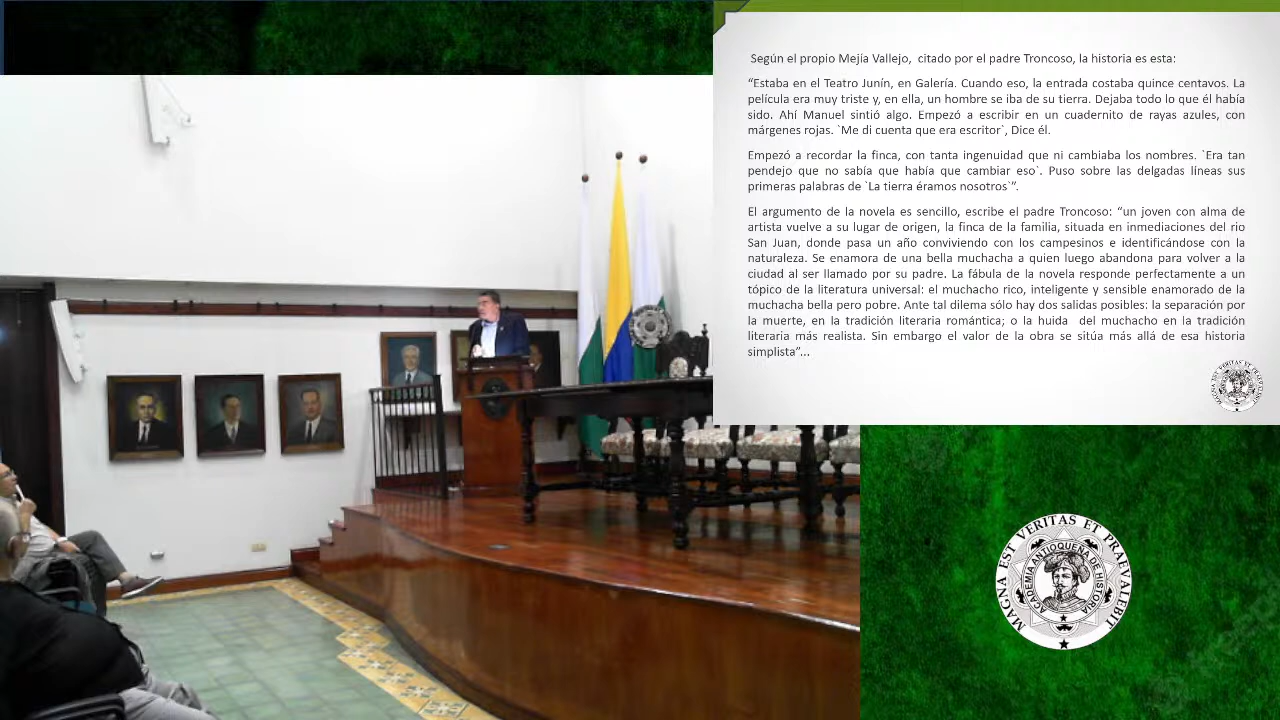 Según el propio Mejía Vallejo, citado por el padre Troncoso, la historia es esta:
“Estaba en el Teatro Junín, en Galería. Cuando eso, la entrada costaba quince centavos. La
película era muy triste y, en ella, un hombre se iba de su tierra. Dejaba todo lo que él había
sido. Ahí Manuel sintió algo. Empezó a escribir en un cuadernito de rayas azules, con
márgenes rojas. `Me di cuenta que era escritor`, Dice él.
Empezó a recordar la finca, con tanta ingenuidad que ni cambiaba los nombres. `Era tan
pendejo que no sabía que había que cambiar eso`. Puso sobre las delgadas líneas sus
primeras palabras de `La tierra éramos nosotros`”.
El argumento de la novela es sencillo, escribe el padre Troncoso: “un joven con alma de
artista vuelve a su lugar de origen, la finca de la familia, situada en inmediaciones del rio
San Juan, donde pasa un año conviviendo con los campesinos e identificándose con la
naturaleza. Se enamora de una bella muchacha a quien luego abandona para volver a la
ciudad al ser llamado por su padre. La fábula de la novela responde perfectamente a un
tópico de la literatura universal: el muchacho rico, inteligente y sensible enamorado de la
muchacha bella pero pobre. Ante tal dilema sólo hay dos salidas posibles: la separación por
la muerte, en la tradición literaria romántica; o la huida del muchacho en la tradición
literaria más realista. Sin embargo el valor de la obra se sitúa más allá de esa historia
simplista”...
MAGNA EST VERITAS ET PRAEVALEBIT
ACADEMIA ANTIOQUEÑA DE HISTORIA